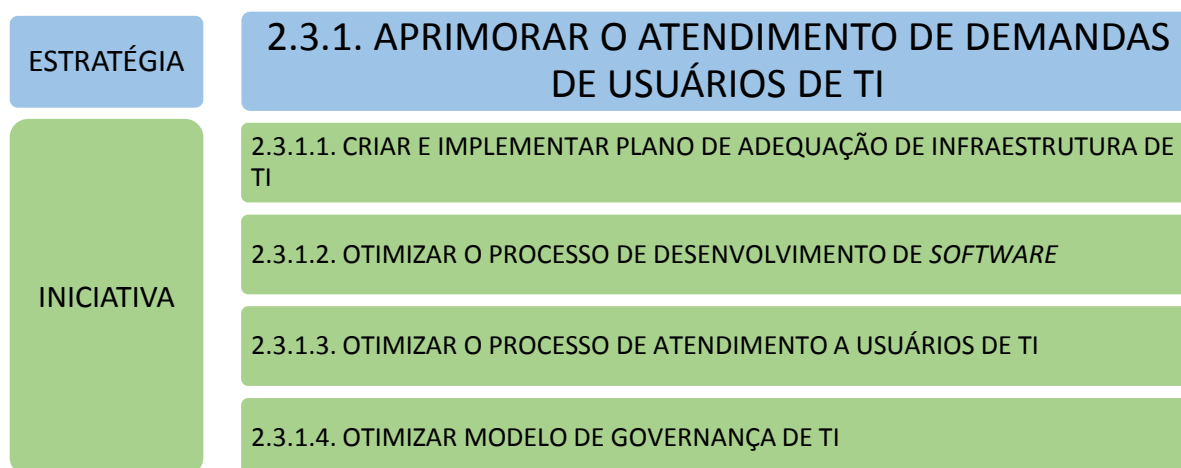 ESTRATÉGIA
2.3.1. APRIMORAR O ATENDIMENTO DE DEMANDAS
DE USUÁRIOS DE TI
INICIATIVA
2.3.1.1. CRIAR E IMPLEMENTAR PLANO DE ADEQUAÇÃO DE INFRAESTRUTURA DE
TI
2.3.1.2. OTIMIZAR O PROCESSO DE DESENVOLVIMENTO DE SOFTWARE
2.3.1.3. OTIMIZAR O PROCESSO DE ATENDIMENTO A USUÁRIOS DE TI
2.3.1.4. OTIMIZAR MODELO DE GOVERNANÇA DE TI